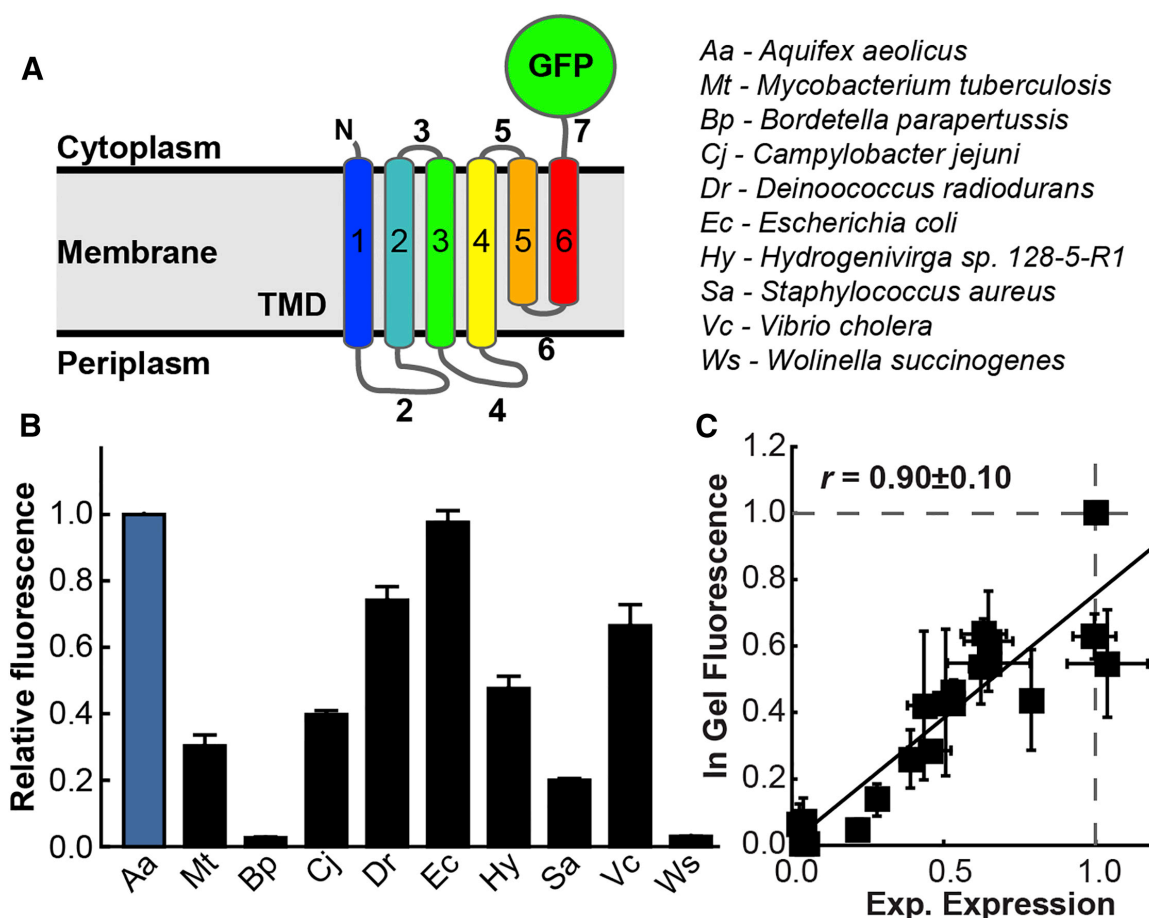 A
GFP
N
3
5
7
Cytoplasm
Membrane
1
2
3
4
5
6
TMD
Periplasm
2
4
6
Aa - Aquifex aeolicus
Mt - Mycobacterium tuberculosis
Bp - Bordetella parapertussis
Cj - Campylobacter jejuni
Dr - Deinoococcus radiodurans
Ec - Escherichia coli
Hy - Hydrogenivirga sp. 128-5-R1
Sa - Staphylococcus aureus
Vc - Vibrio cholera
Ws - Wolinella succinogenes
B
Relative fluorescence
1.0
0.8
0.6
0.4
0.2
0.0
Aa
Mt
Bp
Cj
Dr
Ec
Hy
Sa
Vc
Ws
C
r = 0.90±0.10
In Gel Fluorescence
1.2
1.0
0.8
0.6
0.4
0.2
0.0
0.0
0.5
1.0
Exp. Expression